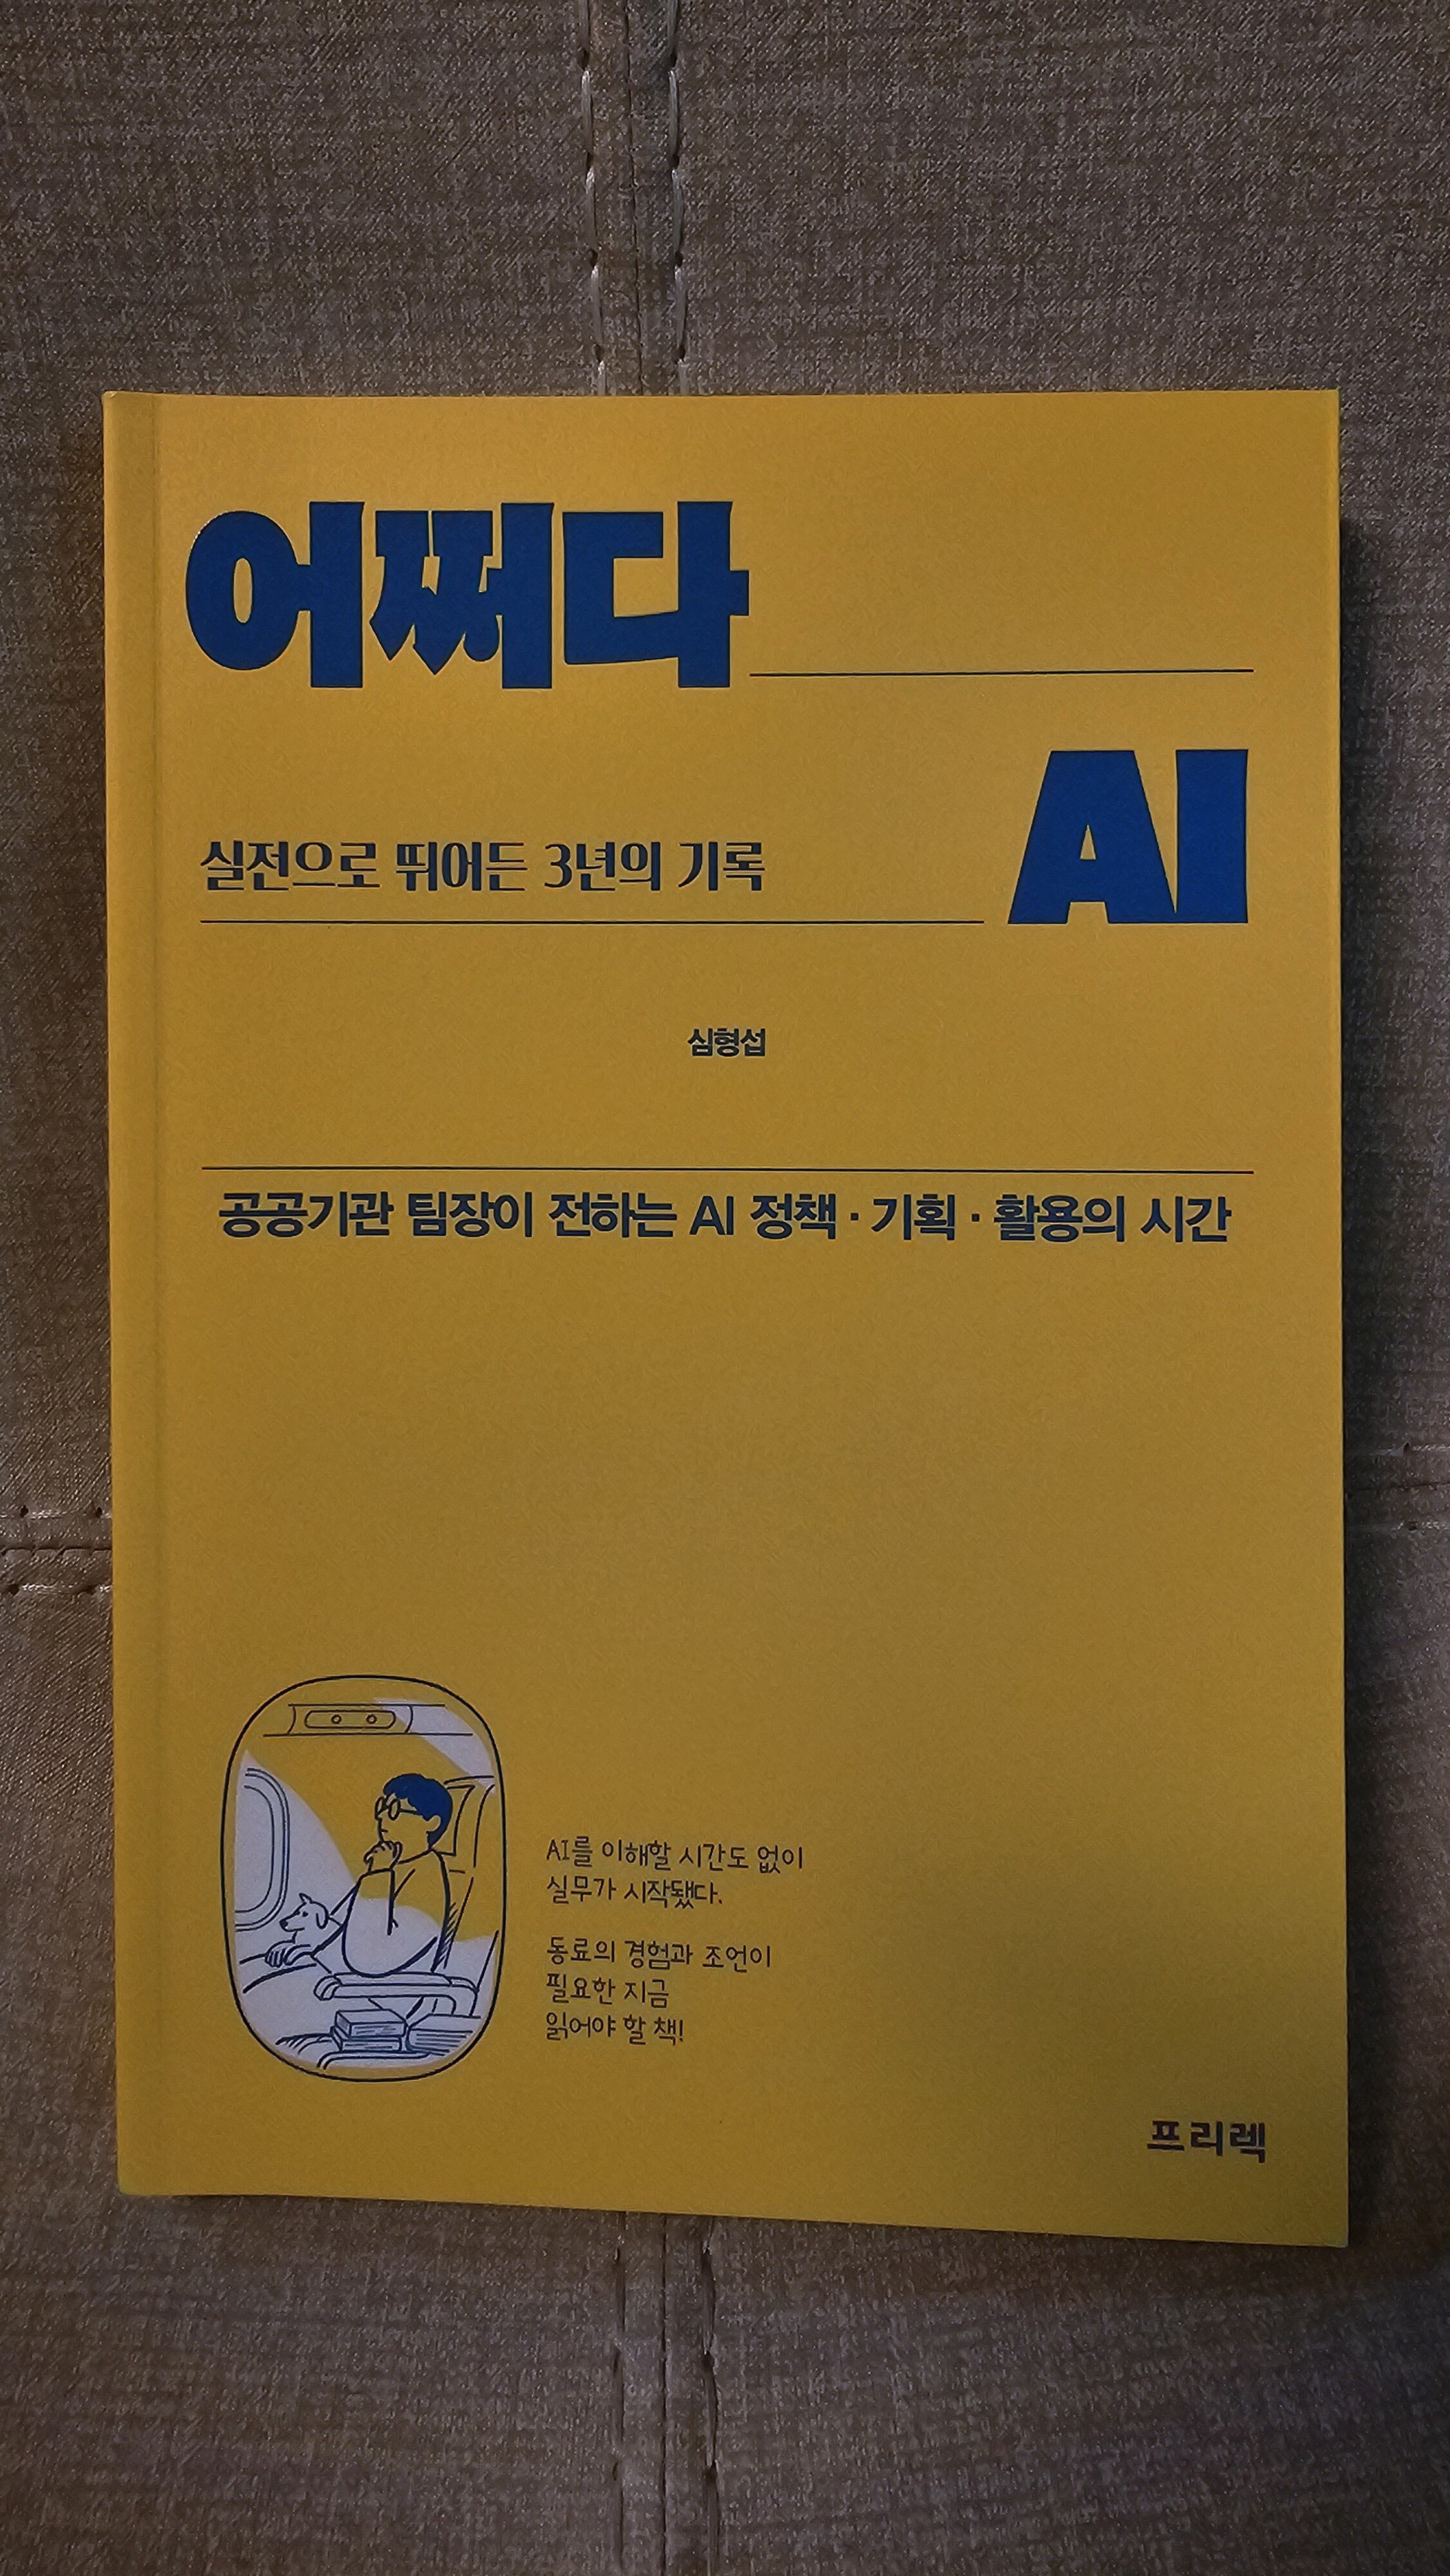 어쩌다
AI
실전으로 뛰어든 3년의 기록
심형섭
공공기관 팀장이 전하는 AI 정책 · 기획 · 활용의 시간
AI를 이해할 시간도 없이
실무가 시작됐다.
동료의 경험과 조언이
필요한 지금
읽어야 할 책!
프리렉